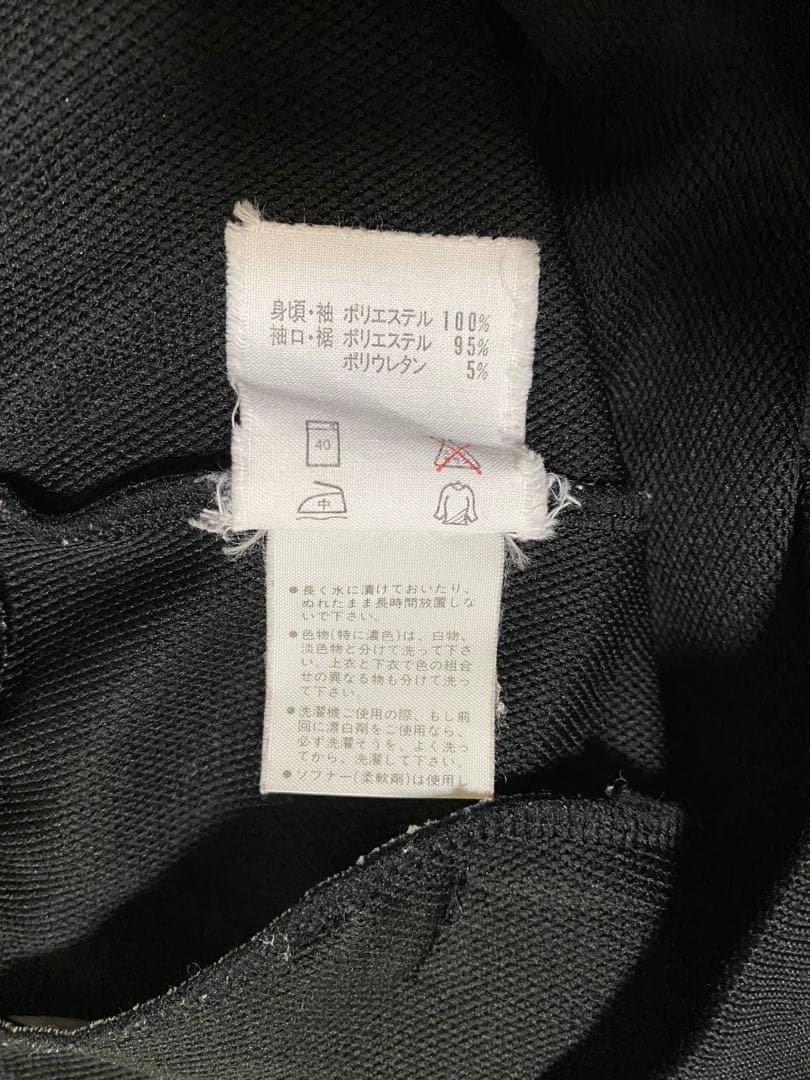 身頃・袖 ポリエステル 100%
袖口・裾 ポリエステル 95%
ポリウレタン 5%
40
中
●長く水に漬けておいたり、
ぬれたまま長時間放置しな
いで下さい。
●色物(特に濃色)は、白物、
淡色物と分けて洗って下さ
い。上衣と下衣で色の組合
せの異なる物も分けて洗っ
て下さい。
●洗濯機ご使用の際、もし前
回に漂白剤をご使用なら、
必ず洗濯そうを、よく洗っ
てから、洗濯して下さい。
●ソフナー(柔軟剤)は使用し